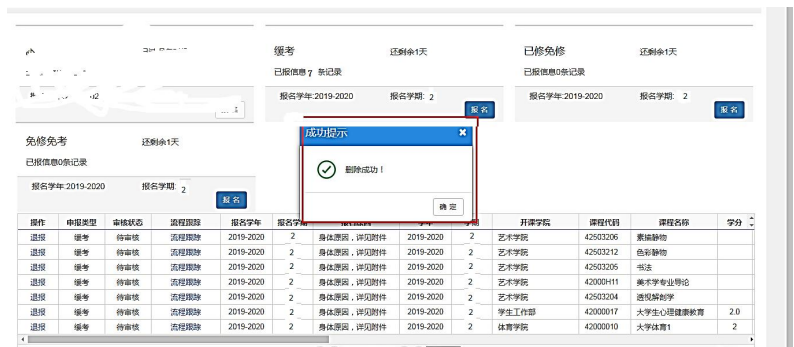 缓考 还剩余1天
已报信息7 条记录
报名学年:2019-2020 报名学期: 2
报 名
已修免修 还剩余1天
已报信息0条记录
报名学年:2019-2020 报名学期: 2
报 名
免修免考 还剩余1天
已报信息0条记录
报名学年:2019-2020 报名学期: 2
报 名
成功提示 ×
删除成功！
确 定
操作 申报类型 审核状态 流程跟踪 报名学年 报名学期 学年 学期 开课学院 课程代码 课程名称 学分
退报 缓考 待审核 流程跟踪 2019-2020 2 身体原因，详见附件 2019-2020 2 艺术学院 42503206 素描静物
退报 缓考 待审核 流程跟踪 2019-2020 2 身体原因，详见附件 2019-2020 2 艺术学院 42503212 色彩静物
退报 缓考 待审核 流程跟踪 2019-2020 2 身体原因，详见附件 2019-2020 2 艺术学院 42503205 书法
退报 缓考 待审核 流程跟踪 2019-2020 2 身体原因，详见附件 2019-2020 2 艺术学院 42000H11 美术学专业导论
退报 缓考 待审核 流程跟踪 2019-2020 2 身体原因，详见附件 2019-2020 2 艺术学院 42503204 透视解剖学
退报 缓考 待审核 流程跟踪 2019-2020 2 身体原因，详见附件 2019-2020 2 学生工作部 42000017 大学生心理健康教育 2.0
退报 缓考 待审核 流程跟踪 2019-2020 2 身体原因，详见附件 2019-2020 2 体育学院 42000010 大学体育1 2